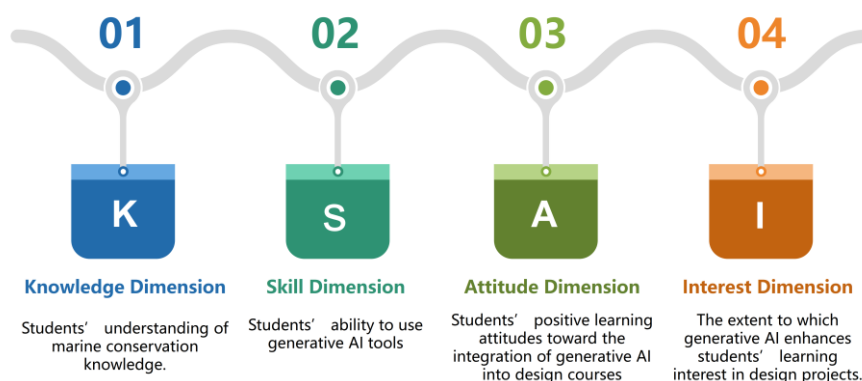 01
02
03
04
K
S
A
I
Knowledge Dimension
Skill Dimension
Attitude Dimension
Interest Dimension
Students’ understanding of
marine conservation
knowledge.
Students’ ability to use
generative AI tools
Students’ positive learning
attitudes toward the
integration of generative AI
into design courses
The extent to which
generative AI enhances
students’ learning
interest in design projects.